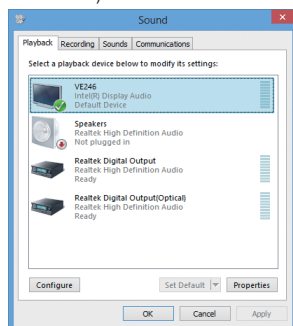 Sound
Playback Recording Sounds Communications
Select a playback device below to modify its settings:
VE246
Intel(R) Display Audio
Default Device
Speakers
Realtek High Definition Audio
Not plugged in
Realtek Digital Output
Realtek High Definition Audio
Ready
Realtek Digital Output(Optical)
Realtek High Definition Audio
Ready
Configure Set Default Properties
OK Cancel Apply